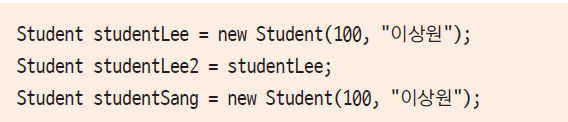 Student studentLee = new Student(100, "이상원");
Student studentLee2 = studentLee;
Student studentSang = new Student(100, "이상원");